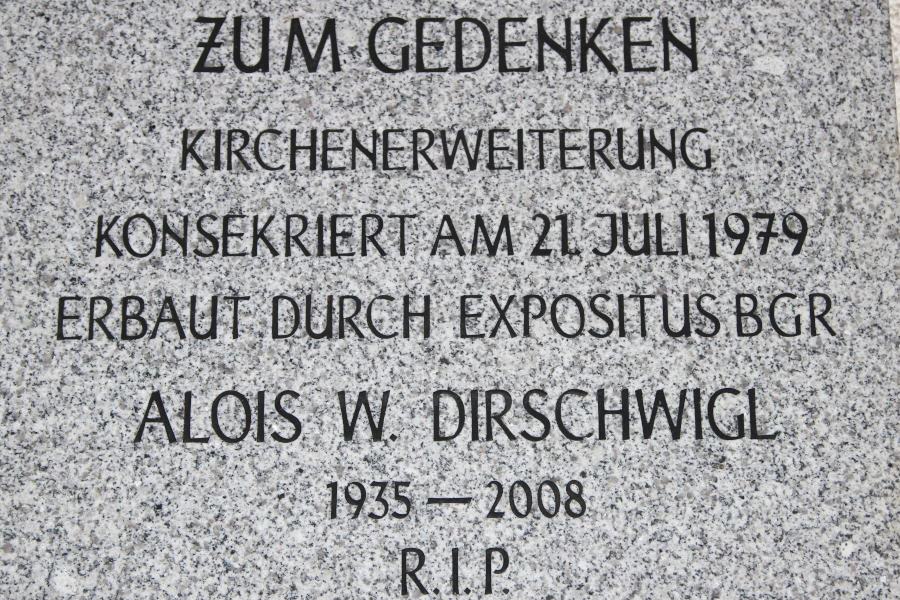 ZUM GEDENKEN
KIRCHENERWEITERUNG
KONSEKRIERT AM 21. JULI 1979
ERBAUT DURCH EXPOSITUS BGR
ALOIS W. DIRSCHWIGL
1935 — 2008
R.I.P.